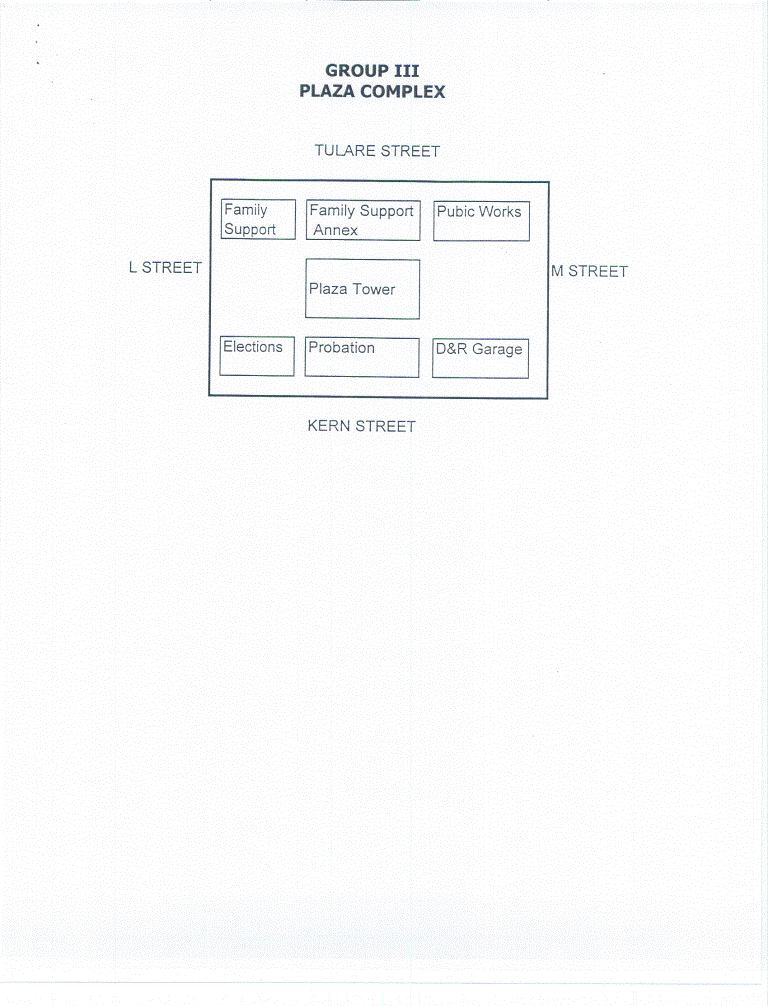 GROUP III
PLAZA COMPLEX
TULARE STREET
Family
Support
Family Support
Annex
Pubic Works
L STREET
M STREET
Plaza Tower
Elections
Probation
D&R Garage
KERN STREET